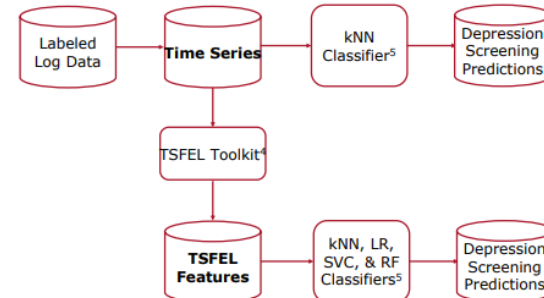 Labeled
Log Data
Time Series
kNN
Classifier⁵
Depression
Screening
Predictions
TSFEL Toolkit⁴
TSFEL
Features
kNN, LR,
SVC, & RF
Classifiers⁵
Depression
Screening
Predictions